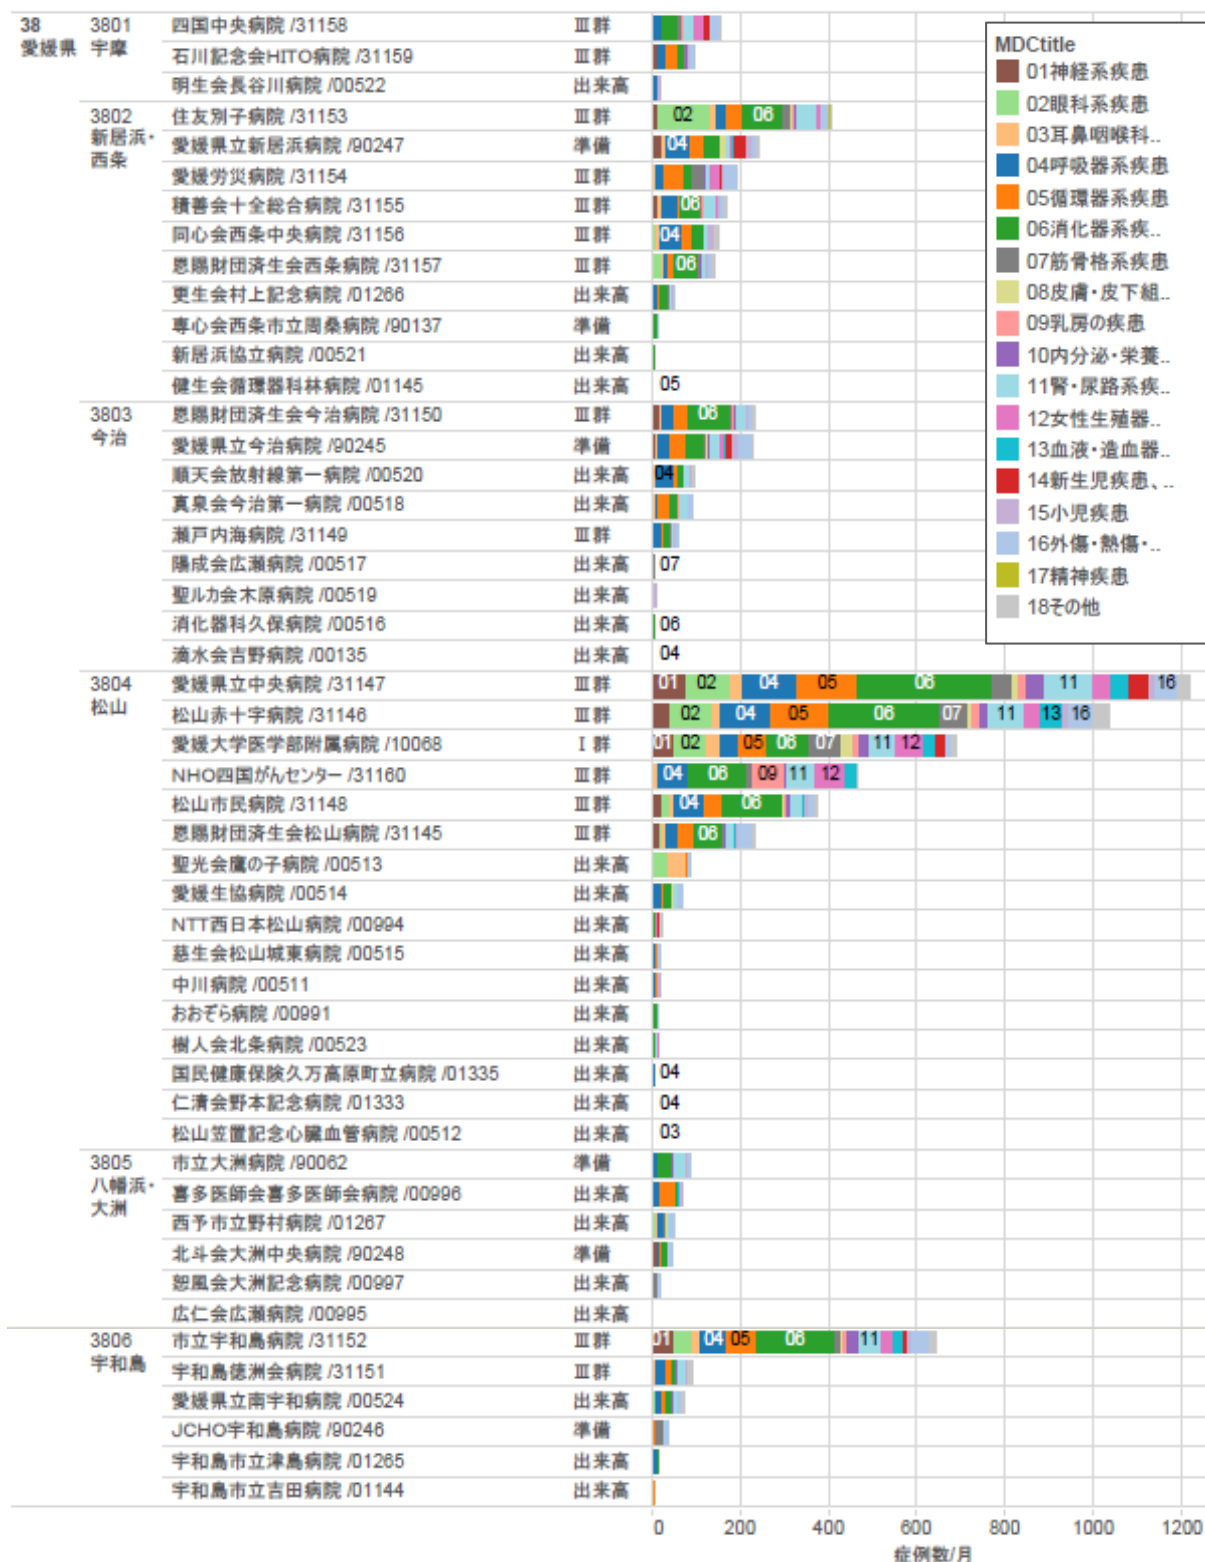 38 3801 四国中央病院 /31158 Ⅲ群
愛媛県 宇摩
石川記念会HITO病院 /31159 Ⅲ群
明生会長谷川病院 /00522 出来高
3802 住友別子病院 /31153 Ⅲ群 02 06
新居浜・
西条
愛媛県立新居浜病院 /90247 準備 04
愛媛労災病院 /31154 Ⅲ群
積善会十全総合病院 /31155 Ⅲ群 06
同心会西条中央病院 /31156 Ⅲ群 04
恩賜財団済生会西条病院 /31157 Ⅲ群 06
更生会村上記念病院 /01266 出来高
専心会西条市立周桑病院 /90137 準備
新居浜協立病院 /00521 出来高
健生会循環器科林病院 /01145 出来高 05
3803 恩賜財団済生会今治病院 /31150 Ⅲ群 06
今治
愛媛県立今治病院 /90245 準備
順天会放射線第一病院 /00520 出来高 04
真泉会今治第一病院 /00518 出来高
瀬戸内海病院 /31149 Ⅲ群
陽成会広瀬病院 /00517 出来高 07
聖ルカ会木原病院 /00519 出来高
消化器科久保病院 /00516 出来高 06
滴水会吉野病院 /00135 出来高 04
3804 愛媛県立中央病院 /31147 Ⅲ群 01 02 04 05 06 11 16
松山
松山赤十字病院 /31146 Ⅲ群 02 04 05 06 07 11 13 16
愛媛大学医学部附属病院 /10068 Ⅰ群 01 02 05 06 07 11 12
NHO四国がんセンター /31160 Ⅲ群 04 06 09 11 12
松山市民病院 /31148 Ⅲ群 04 06
恩賜財団済生会松山病院 /31145 Ⅲ群 06
聖光会鷹の子病院 /00513 出来高
愛媛生協病院 /00514 出来高
NTT西日本松山病院 /00994 出来高
慈生会松山城東病院 /00515 出来高
中川病院 /00511 出来高
おおぞら病院 /00991 出来高
樹人会北条病院 /00523 出来高
国民健康保険久万高原町立病院 /01335 出来高 04
仁清会野本記念病院 /01333 出来高 04
松山笠置記念心臓血管病院 /00512 出来高 03
3805 市立大洲病院 /90062 準備
八幡浜・
大洲
喜多医師会喜多医師会病院 /00996 出来高
西予市立野村病院 /01267 出来高
北斗会大洲中央病院 /90248 準備
恕風会大洲記念病院 /00997 出来高
広仁会広瀬病院 /00995 出来高
3806 市立宇和島病院 /31152 Ⅲ群 01 04 05 06 11
宇和島
宇和島徳洲会病院 /31151 Ⅲ群
愛媛県立南宇和病院 /00524 出来高
JCHO宇和島病院 /90246 準備
宇和島市立津島病院 /01265 出来高
宇和島市立吉田病院 /01144 出来高
0 200 400 600 800 1000 1200
症例数/月
MDCtitle
01神経系疾患
02眼科系疾患
03耳鼻咽喉科..
04呼吸器系疾患
05循環器系疾患
06消化器系疾..
07筋骨格系疾患
08皮膚・皮下組..
09乳房の疾患
10内分泌・栄養..
11腎・尿路系疾..
12女性生殖器..
13血液・造血器..
14新生児疾患、..
15小児疾患
16外傷・熱傷・..
17精神疾患
18その他